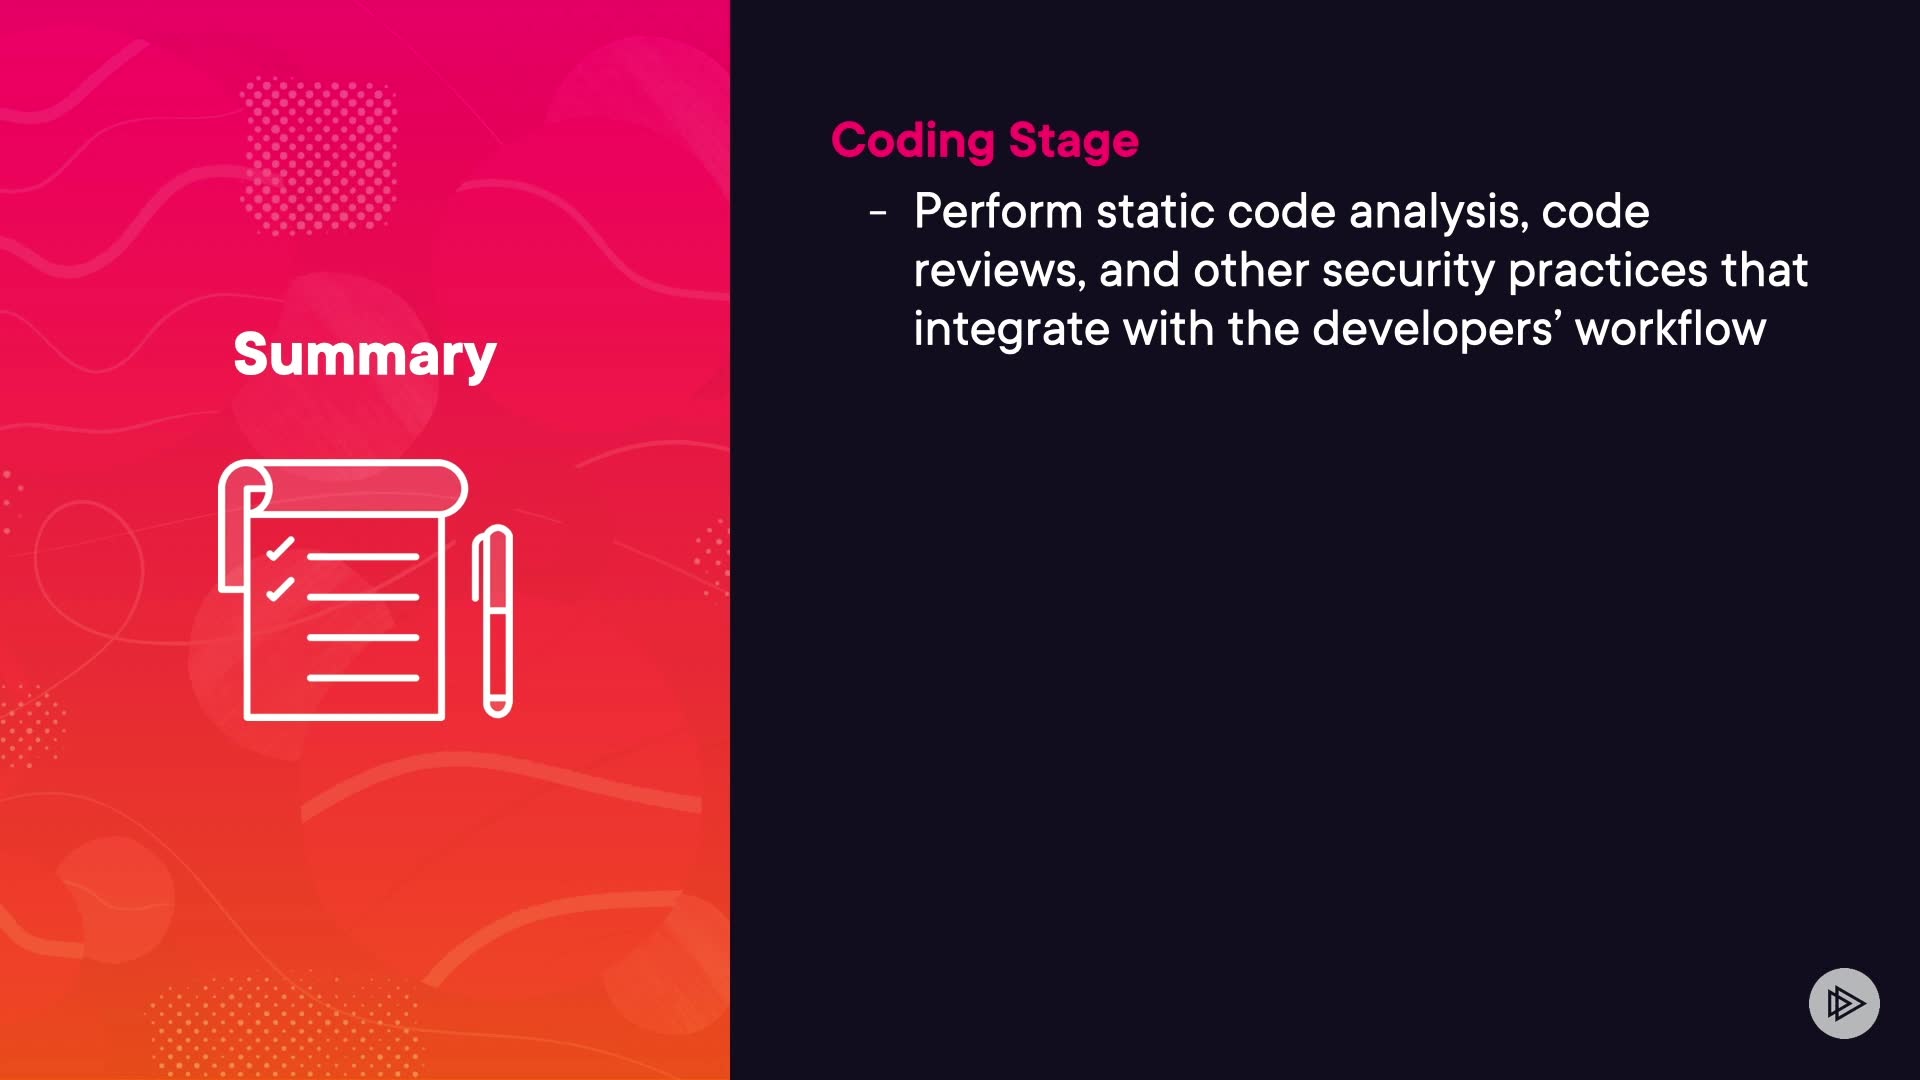 Summary
Coding Stage
- Perform static code analysis, code
reviews, and other security practices that
integrate with the developers’ workflow